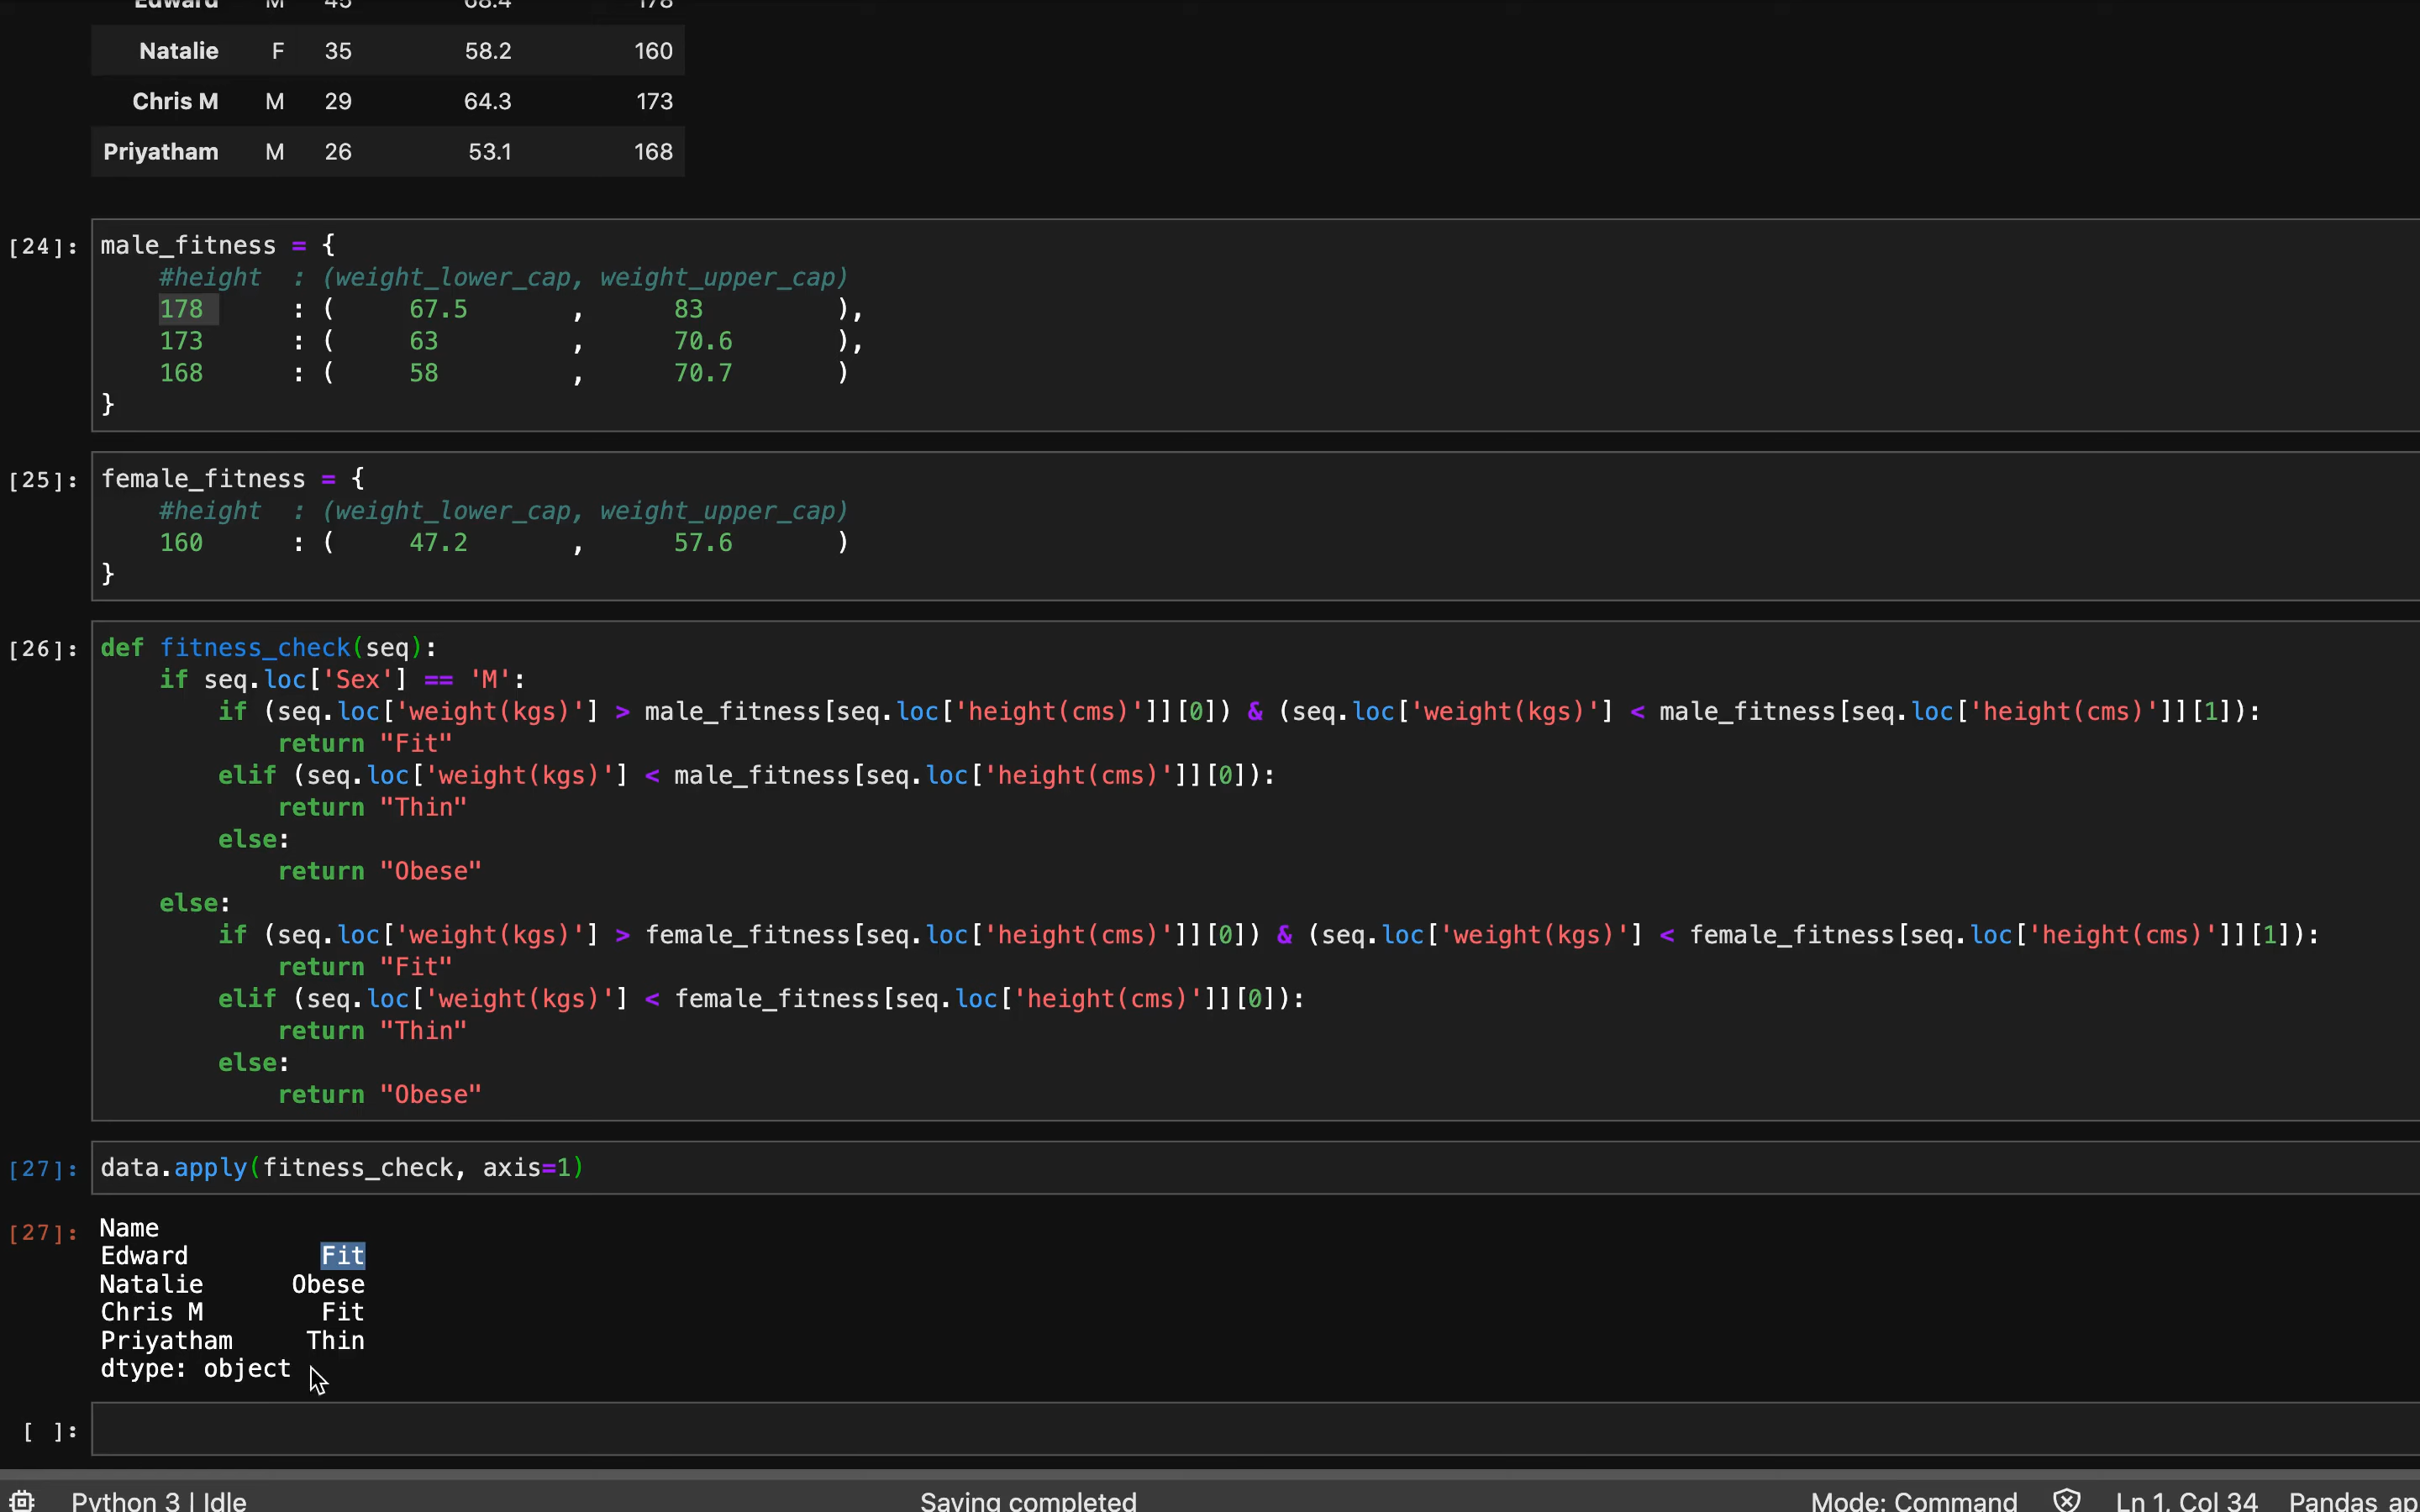 Edward M 45 68.4 178
Natalie F 35 58.2 160
Chris M M 29 64.3 173
Priyatham M 26 53.1 168
[24]: male_fitness = {
#height : (weight_lower_cap, weight_upper_cap)
178 : ( 67.5 , 83 ),
173 : ( 63 , 70.6 ),
168 : ( 58 , 70.7 )
}
[25]: female_fitness = {
#height : (weight_lower_cap, weight_upper_cap)
160 : ( 47.2 , 57.6 )
}
[26]: def fitness_check(seq):
if seq.loc['Sex'] == 'M':
if (seq.loc['weight(kgs)'] > male_fitness[seq.loc['height(cms)']][0]) & (seq.loc['weight(kgs)'] < male_fitness[seq.loc['height(cms)']][1]):
return "Fit"
elif (seq.loc['weight(kgs)'] < male_fitness[seq.loc['height(cms)']][0]):
return "Thin"
else:
return "Obese"
else:
if (seq.loc['weight(kgs)'] > female_fitness[seq.loc['height(cms)']][0]) & (seq.loc['weight(kgs)'] < female_fitness[seq.loc['height(cms)']][1]):
return "Fit"
elif (seq.loc['weight(kgs)'] < female_fitness[seq.loc['height(cms)']][0]):
return "Thin"
else:
return "Obese"
[27]: data.apply(fitness_check, axis=1)
[27]: Name
Edward Fit
Natalie Obese
Chris M Fit
Priyatham Thin
dtype: object
[ ]:
Python 3 | Idle Saving completed Mode: Command Ln 1, Col 34 Pandas ap